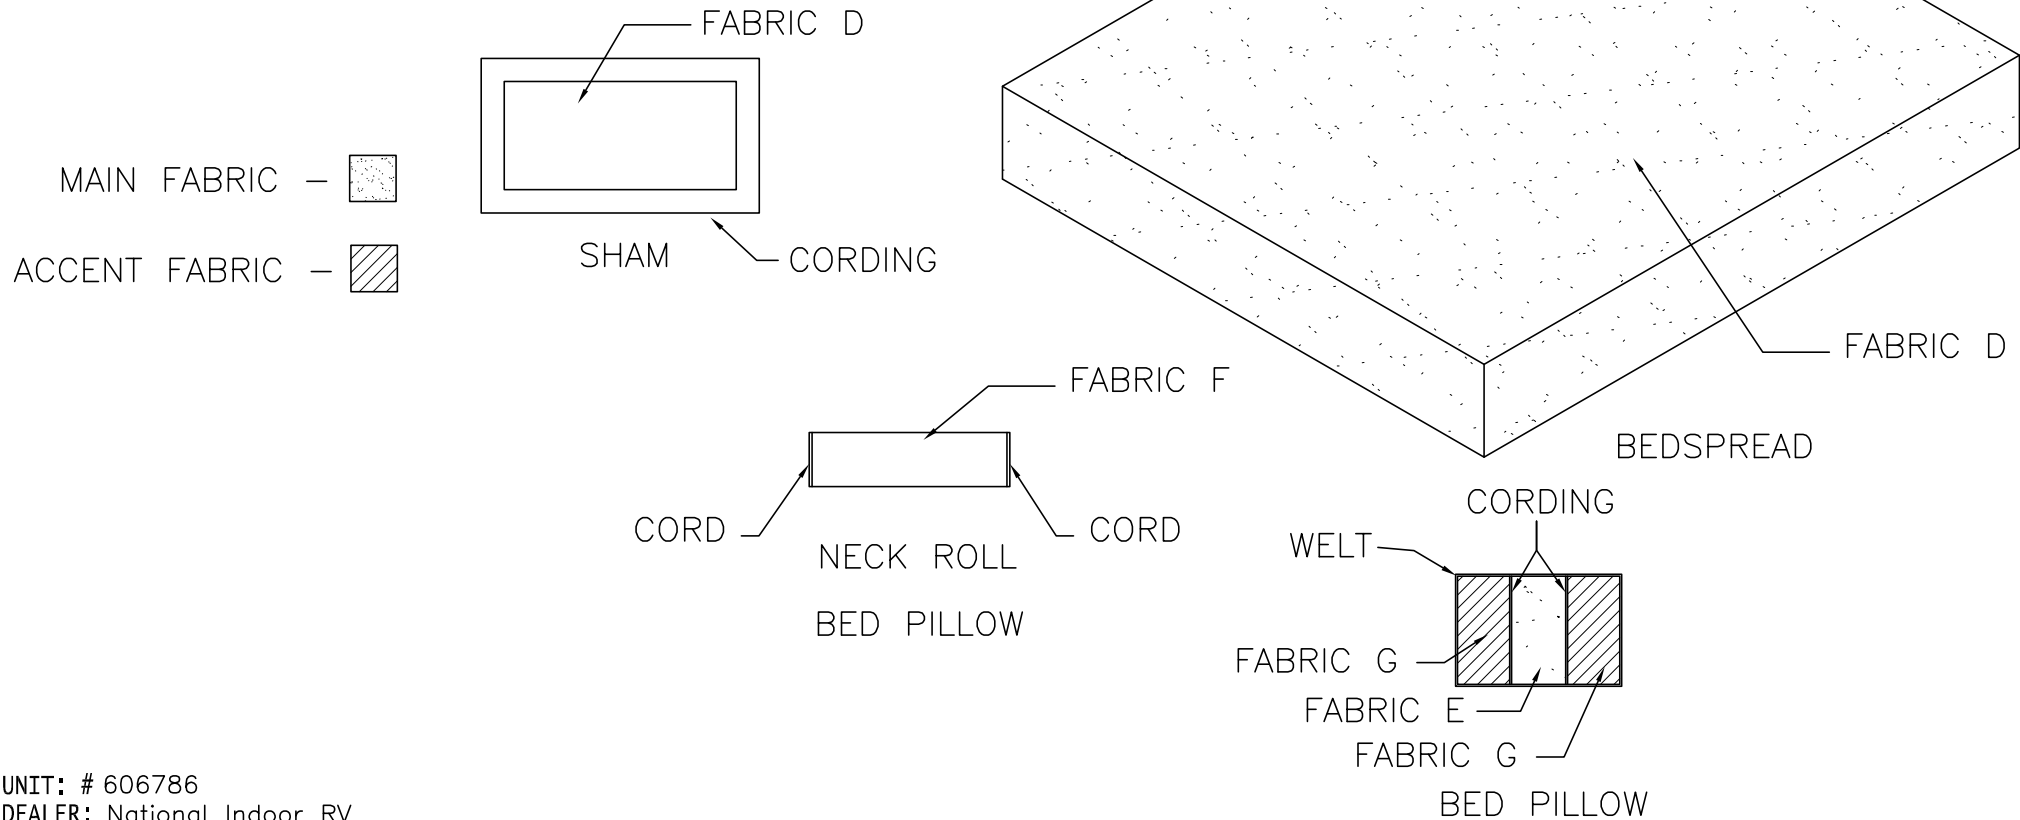 FABRIC D
MAIN FABRIC –
ACCENT FABRIC –
SHAM
CORDING
FABRIC D
BEDSPREAD
FABRIC F
CORD
CORD
NECK ROLL
BED PILLOW
CORDING
WELT
FABRIC G
FABRIC E
FABRIC G
BED PILLOW
UNIT: # 606786
DEALER: National Indoor RV